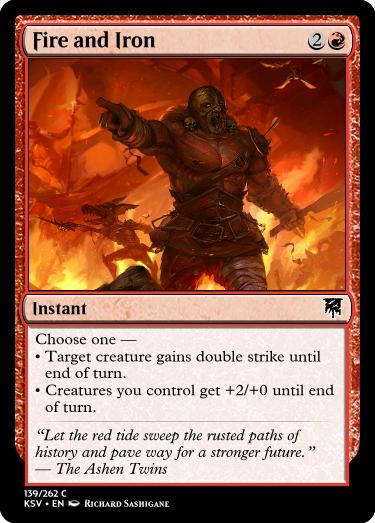 Fire and Iron 2
Instant
Choose one —
• Target creature gains double strike until
end of turn.
• Creatures you control get +2/+0 until end
of turn.
“Let the red tide sweep the rusted paths of
history and pave way for a stronger future.”
— The Ashen Twins
139/262 C
KSV • EN Richard Sashigane